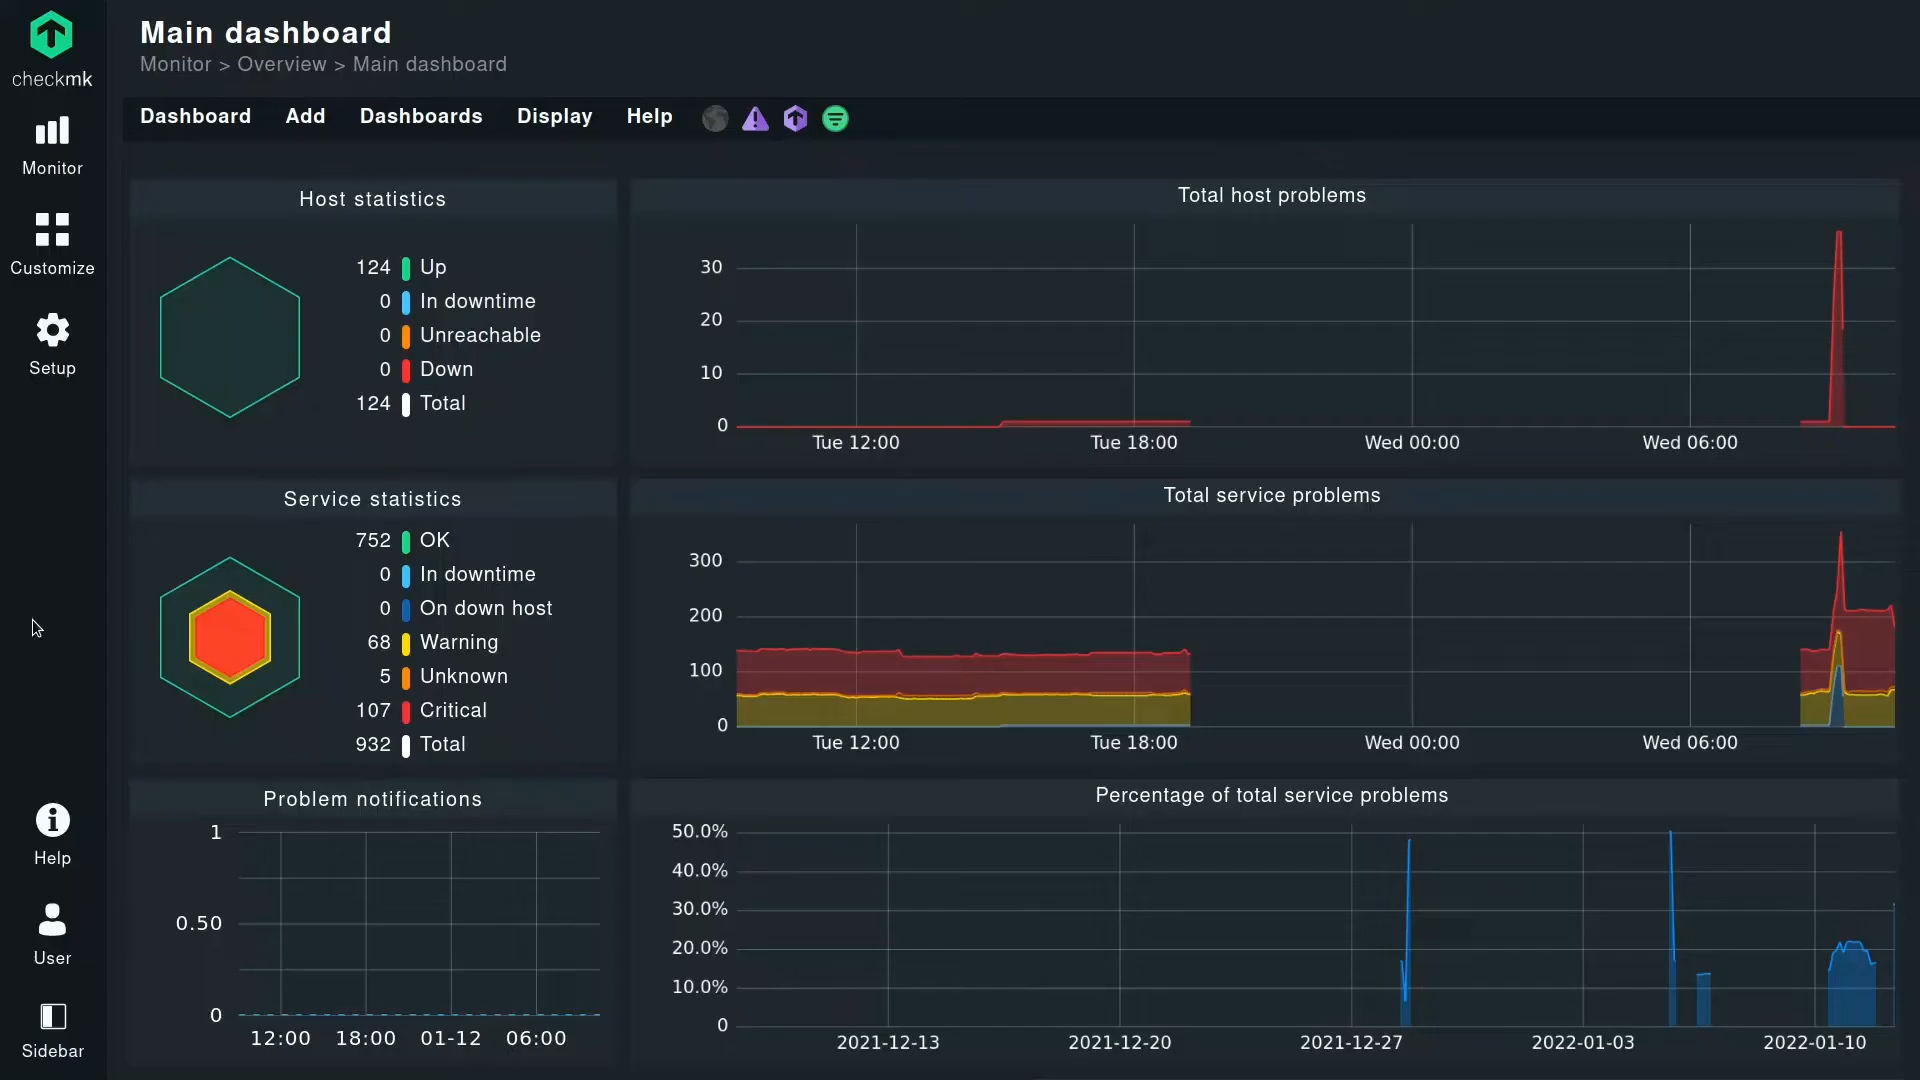 checkmk
Monitor
Customize
Setup
Help
User
Sidebar
Main dashboard
Monitor > Overview > Main dashboard
Dashboard Add Dashboards Display Help
Host statistics
124 Up
0 In downtime
0 Unreachable
0 Down
124 Total
Total host problems
30
20
10
0
Tue 12:00 Tue 18:00 Wed 00:00 Wed 06:00
Service statistics
752 OK
0 In downtime
0 On down host
68 Warning
5 Unknown
107 Critical
932 Total
Total service problems
300
200
100
0
Tue 12:00 Tue 18:00 Wed 00:00 Wed 06:00
Problem notifications
1
0.50
0
12:00 18:00 01-12 06:00
Percentage of total service problems
50.0%
40.0%
30.0%
20.0%
10.0%
0
2021-12-13 2021-12-20 2021-12-27 2022-01-03 2022-01-10